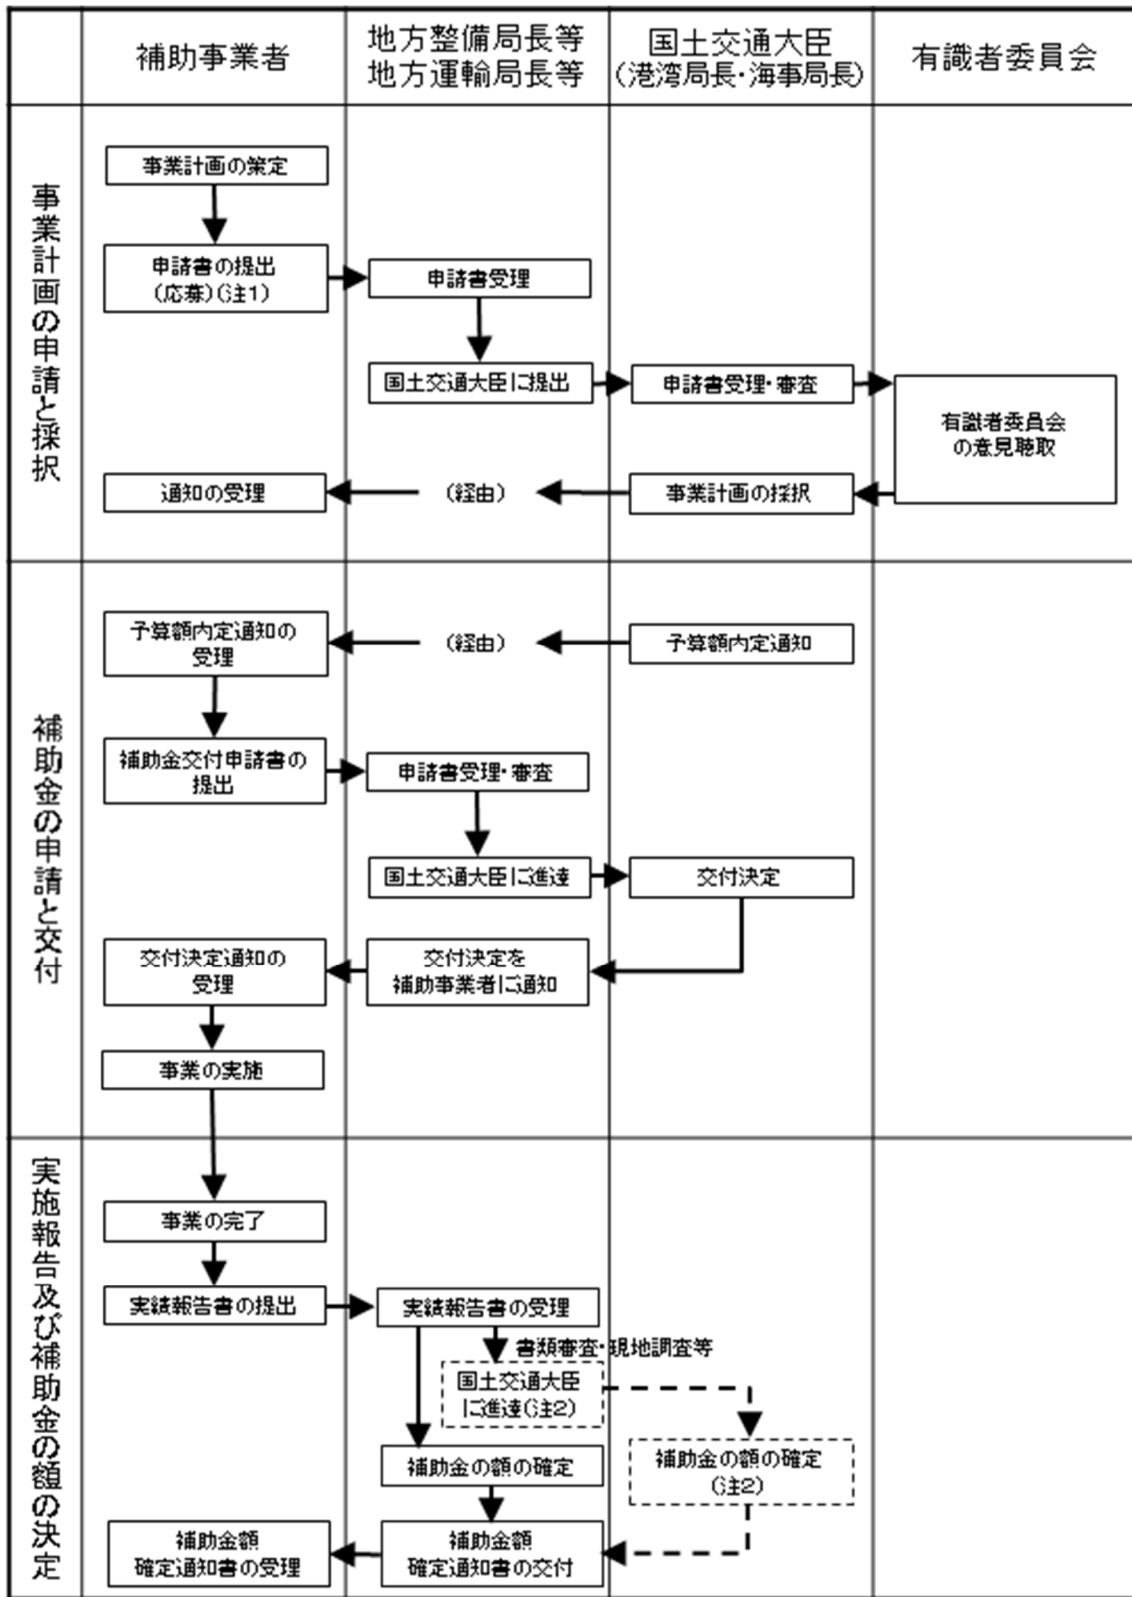 補助事業者
地方整備局長等
地方運輸局長等
国土交通大臣
(港湾局長・海事局長)
有識者委員会
事業計画の申請と採択
事業計画の策定
申請書の提出
(応募)(注1)
申請書受理
国土交通大臣に提出
申請書受理・審査
有識者委員会
の意見聴取
通知の受理
(経由)
事業計画の採択
補助金の申請と交付
予算額内定通知の
受理
(経由)
予算額内定通知
補助金交付申請書の
提出
申請書受理・審査
国土交通大臣に進達
交付決定
交付決定通知の
受理
交付決定を
補助事業者に通知
事業の実施
実施報告及び補助金の額の決定
事業の完了
実績報告書の提出
実績報告書の受理
書類審査・現地調査等
国土交通大臣
に進達(注2)
補助金の額の確定
補助金の額の確定
(注2)
補助金額
確定通知書の受理
補助金額
確定通知書の交付